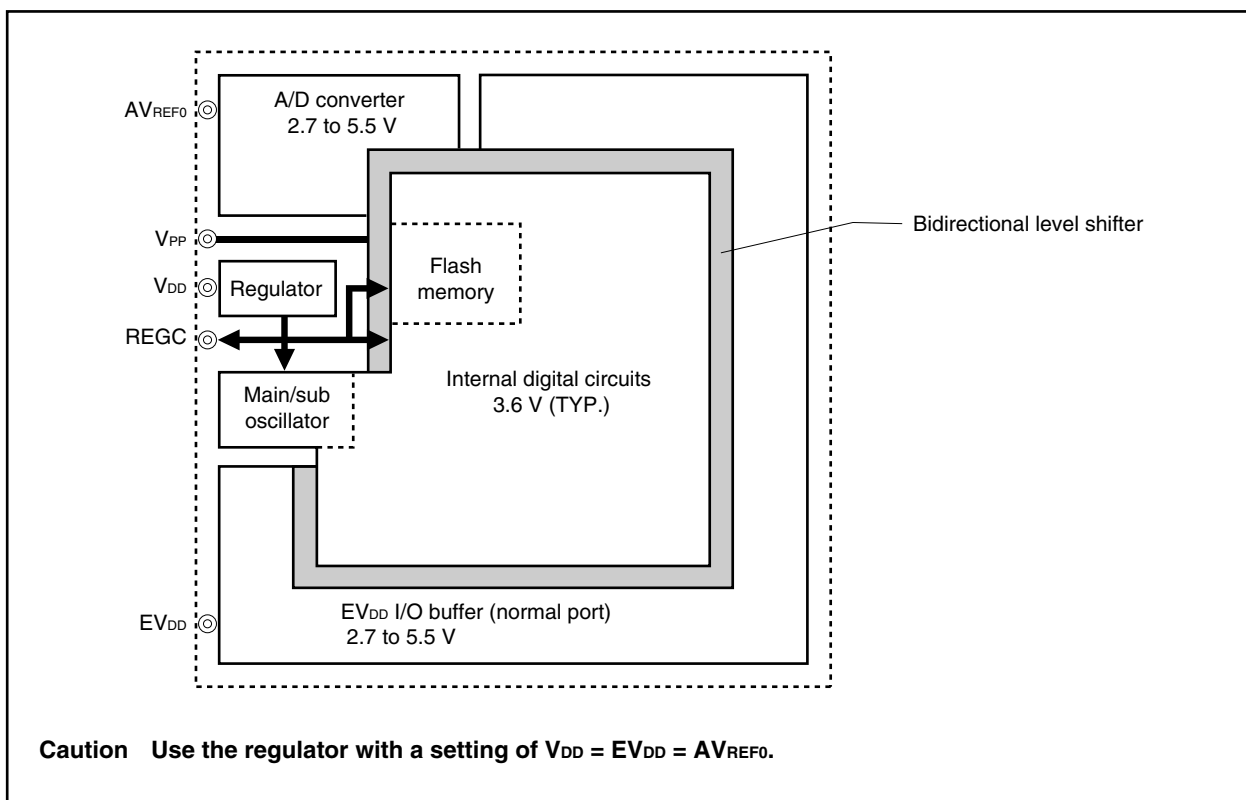 AVREF0
A/D converter
2.7 to 5.5 V
VPP
Bidirectional level shifter
VDD
Regulator
Flash
memory
REGC
Main/sub
oscillator
Internal digital circuits
3.6 V (TYP.)
EVDD
EVDD I/O buffer (normal port)
2.7 to 5.5 V
Caution Use the regulator with a setting of VDD = EVDD = AVREF0.